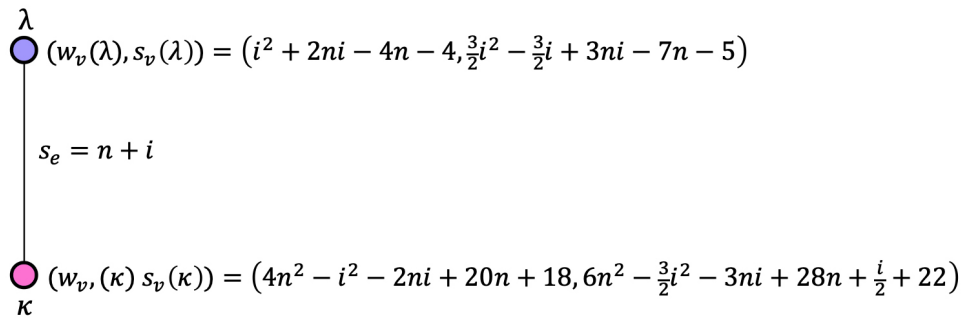 λ
(w_v(λ), s_v(λ)) = (i² + 2ni − 4n − 4, 3/2 i² − 3/2 i + 3ni − 7n − 5)
s_e = n + i
(w_v,(κ) s_v(κ)) = (4n² − i² − 2ni + 20n + 18, 6n² − 3/2 i² − 3ni + 28n + i/2 + 22)
κ